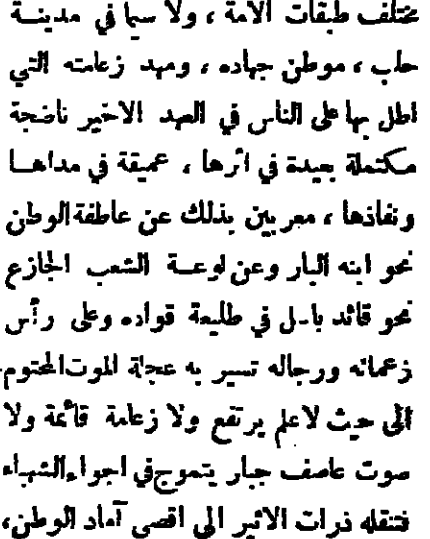 مختلف طبقات الامة ، ولا سيما في مدينة
حلب ، موطن جهاده ، ومهد زعامته التي
اطل بها على الناس في العهد الاخير ناضجة
مكتملة بعيدة في اثرها ، عميقة في مداها
ونفاذها ، معربين بذلك عن عاطفة الوطن
نحو ابنه البار وعن لوعة الشعب الجازع
نحو قائد باسل في طليعة قواده وعلى رأس
زعمائه ورجاله تسير به عجلة الموت المحتوم
الى حيث لا علم يرتفع ولا زعامة قائمة ولا
صوت عاصف جبار يتموج في اجواء الشهباء
فتنقله ذرات الاثير الى اقصى آماد الوطن،